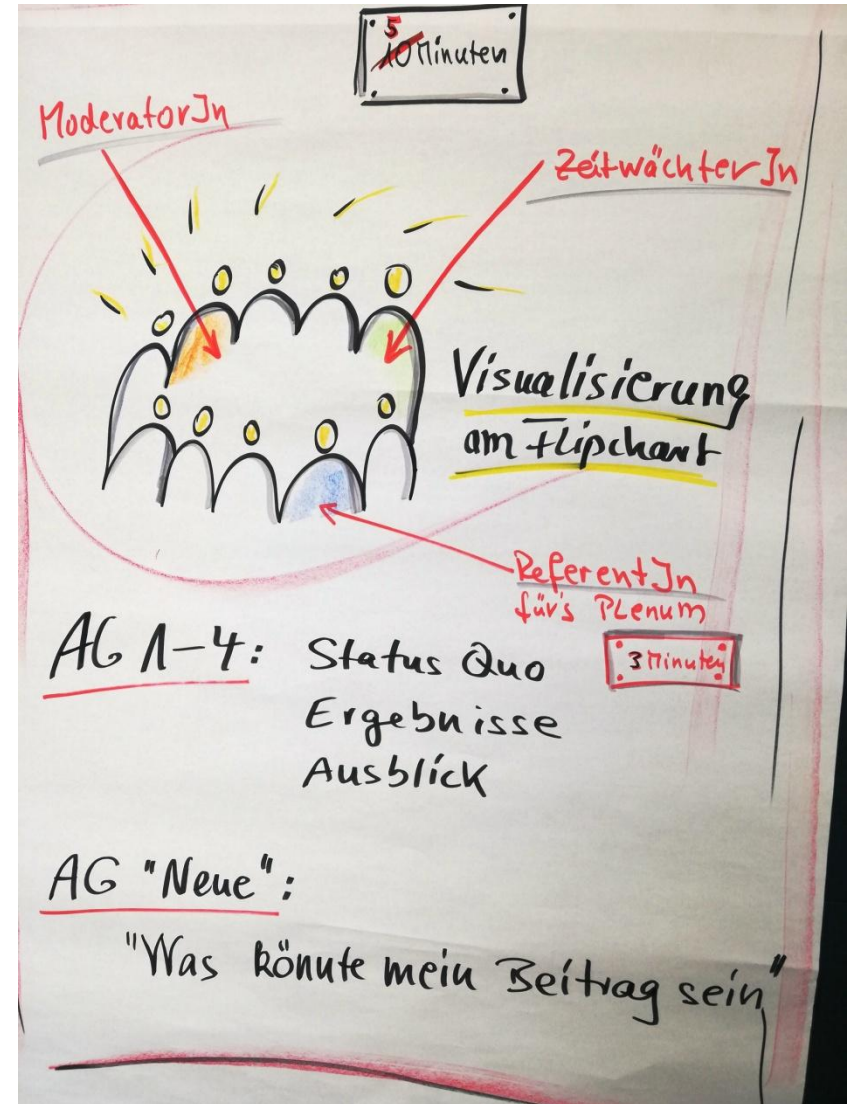 5
10 Minuten
ModeratorIn
ZeitwächterIn
Visualisierung
am Flipchart
ReferentIn
für's Plenum
AG 1-4: Status Quo
3 Minuten
Ergebnisse
Ausblick
AG "Neue":
"Was könnte mein Beitrag sein"